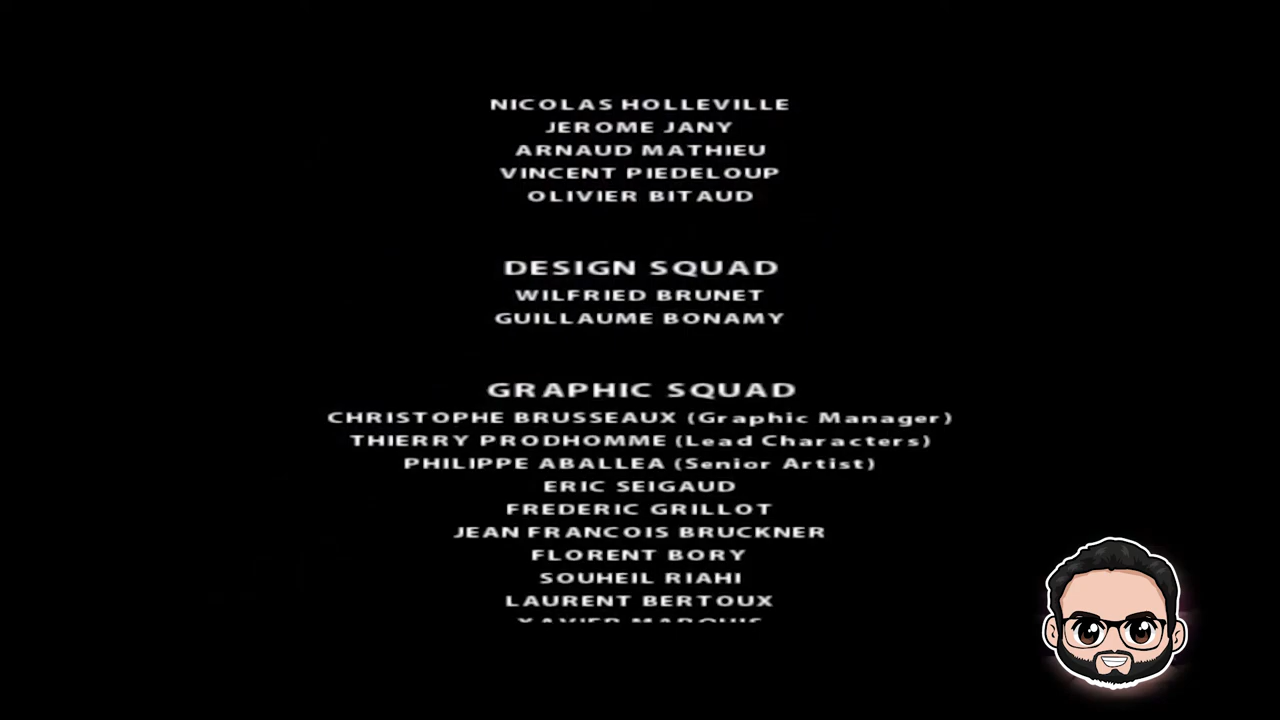 NICOLAS HOLLEVILLE
JEROME JANY
ARNAUD MATHIEU
VINCENT PIEDELOUP
OLIVIER BITAUD
DESIGN SQUAD
WILFRIED BRUNET
GUILLAUME BONAMY
GRAPHIC SQUAD
CHRISTOPHE BRUSSEAUX (Graphic Manager)
THIERRY PRODHOMME (Lead Characters)
PHILIPPE ABALLEA (Senior Artist)
ERIC SEIGAUD
FREDERIC GRILLOT
JEAN FRANCOIS BRUCKNER
FLORENT BORY
SOUHEIL RIAHI
LAURENT BERTOUX